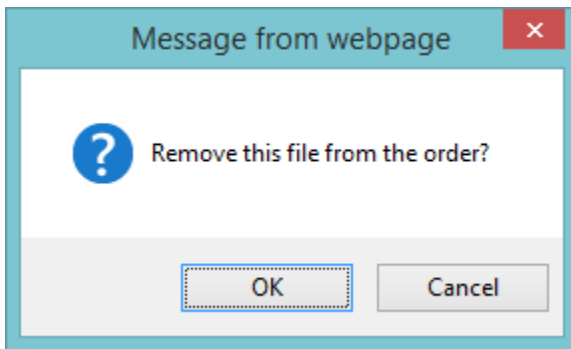 Message from webpage
Remove this file from the order?
OK
Cancel